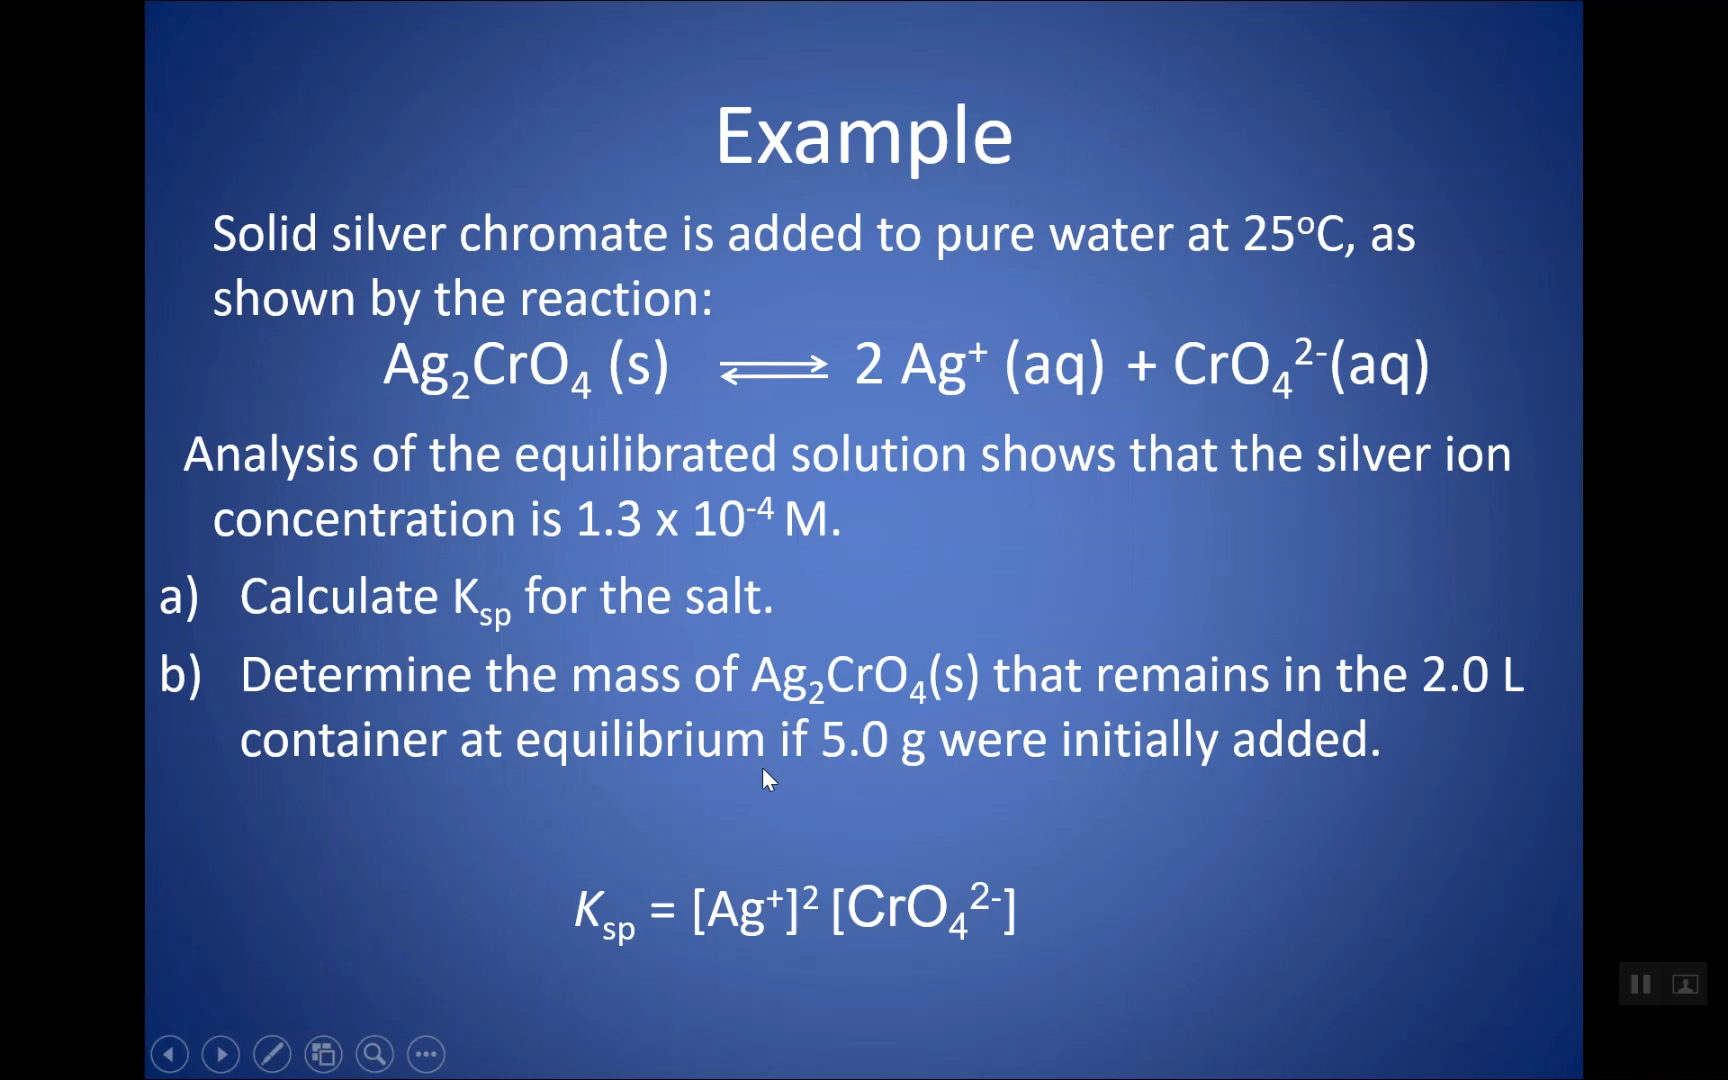 Example
Solid silver chromate is added to pure water at 25ᵒC, as
shown by the reaction:
Ag₂CrO₄ (s) ⇌ 2 Ag⁺ (aq) + CrO₄²⁻(aq)
Analysis of the equilibrated solution shows that the silver ion
concentration is 1.3 x 10⁻⁴ M.
a) Calculate Kₛₚ for the salt.
b) Determine the mass of Ag₂CrO₄(s) that remains in the 2.0 L
container at equilibrium if 5.0 g were initially added.
Kₛₚ = [Ag⁺]² [CrO₄²⁻]